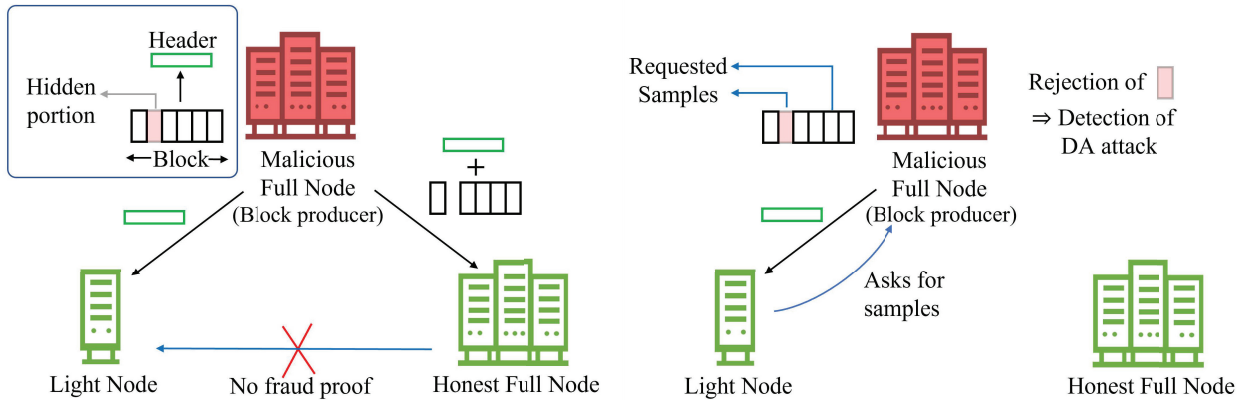 Header
Hidden
portion
Block
Malicious
Full Node
(Block producer)
+
Light Node
No fraud proof
Honest Full Node
Requested
Samples
Rejection of
⇒ Detection of
DA attack
Malicious
Full Node
(Block producer)
Asks for
samples
Light Node
Honest Full Node